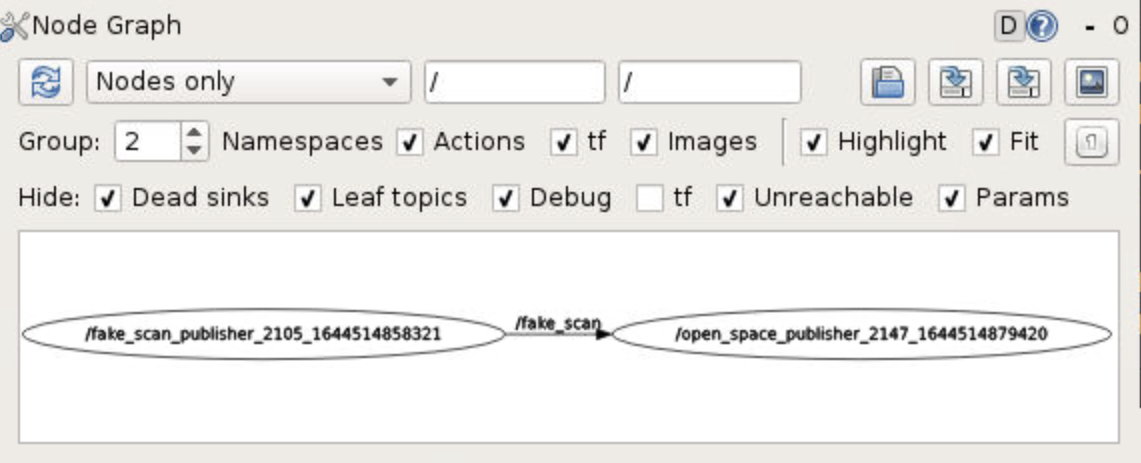 Node Graph D ? - O
Nodes only / /
Group: 2 Namespaces Actions tf Images Highlight Fit ¶
Hide: Dead sinks Leaf topics Debug tf Unreachable Params
/fake_scan_publisher_2105_1644514858321 /fake_scan /open_space_publisher_2147_1644514879420